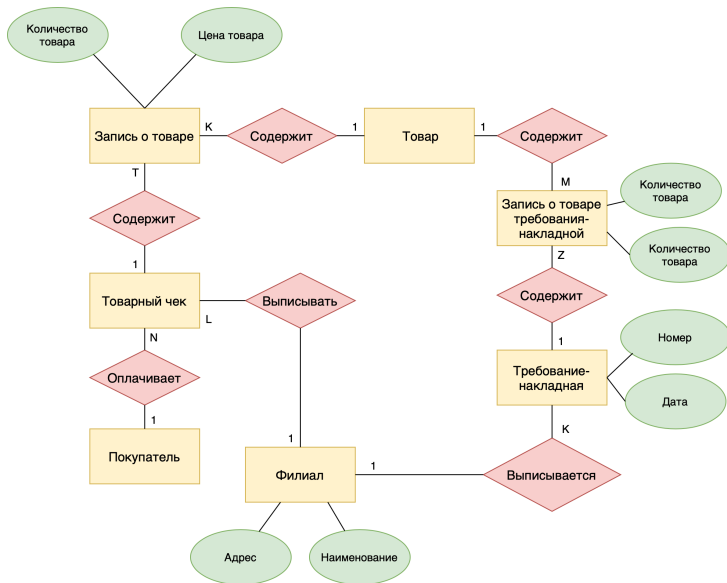 Количество
товара
Цена товара
Запись о товаре
K
Содержит
1
Товар
1
Содержит
T
M
Содержит
Запись о товаре
требования-
накладной
Количество
товара
Количество
товара
Z
1
Содержит
Товарный чек
L
Выписывать
N
1
Номер
Оплачивает
Требование-
накладная
Дата
1
K
Покупатель
1
Филиал
1
Выписывается
Адрес
Наименование